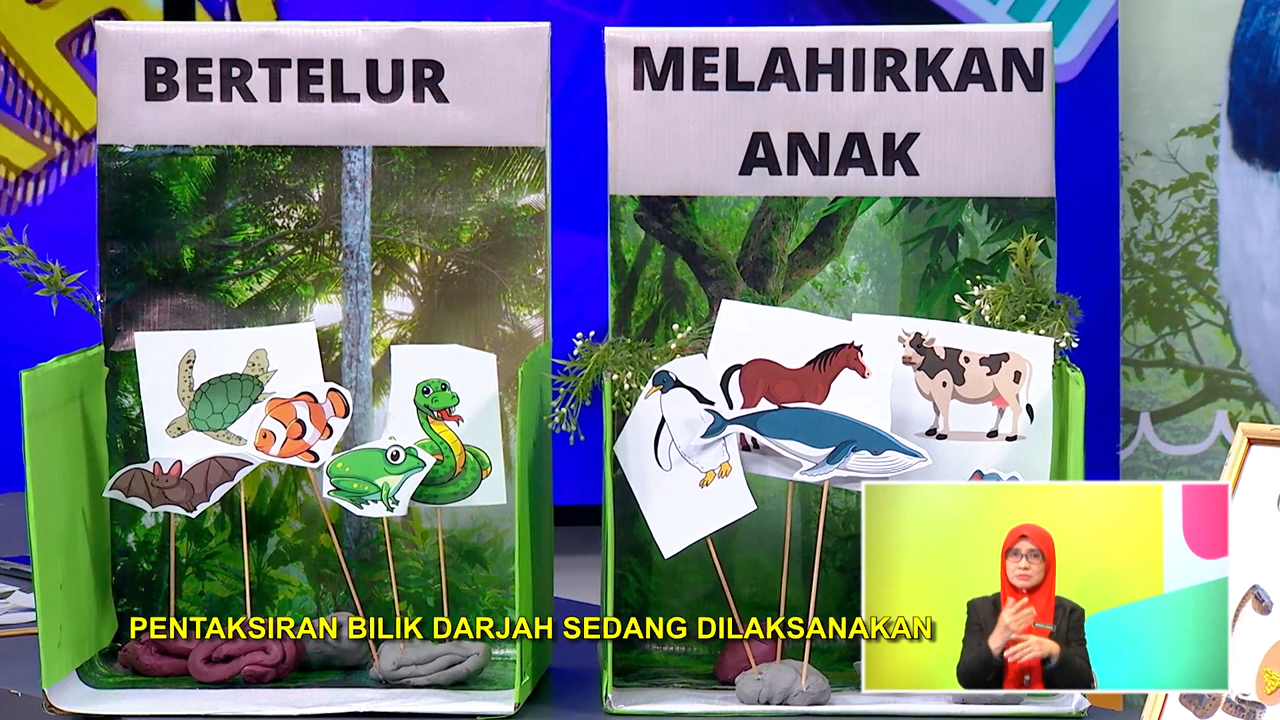 BERTELUR
MELAHIRKAN
ANAK
PENTAKSIRAN BILIK DARJAH SEDANG DILAKSANAKAN